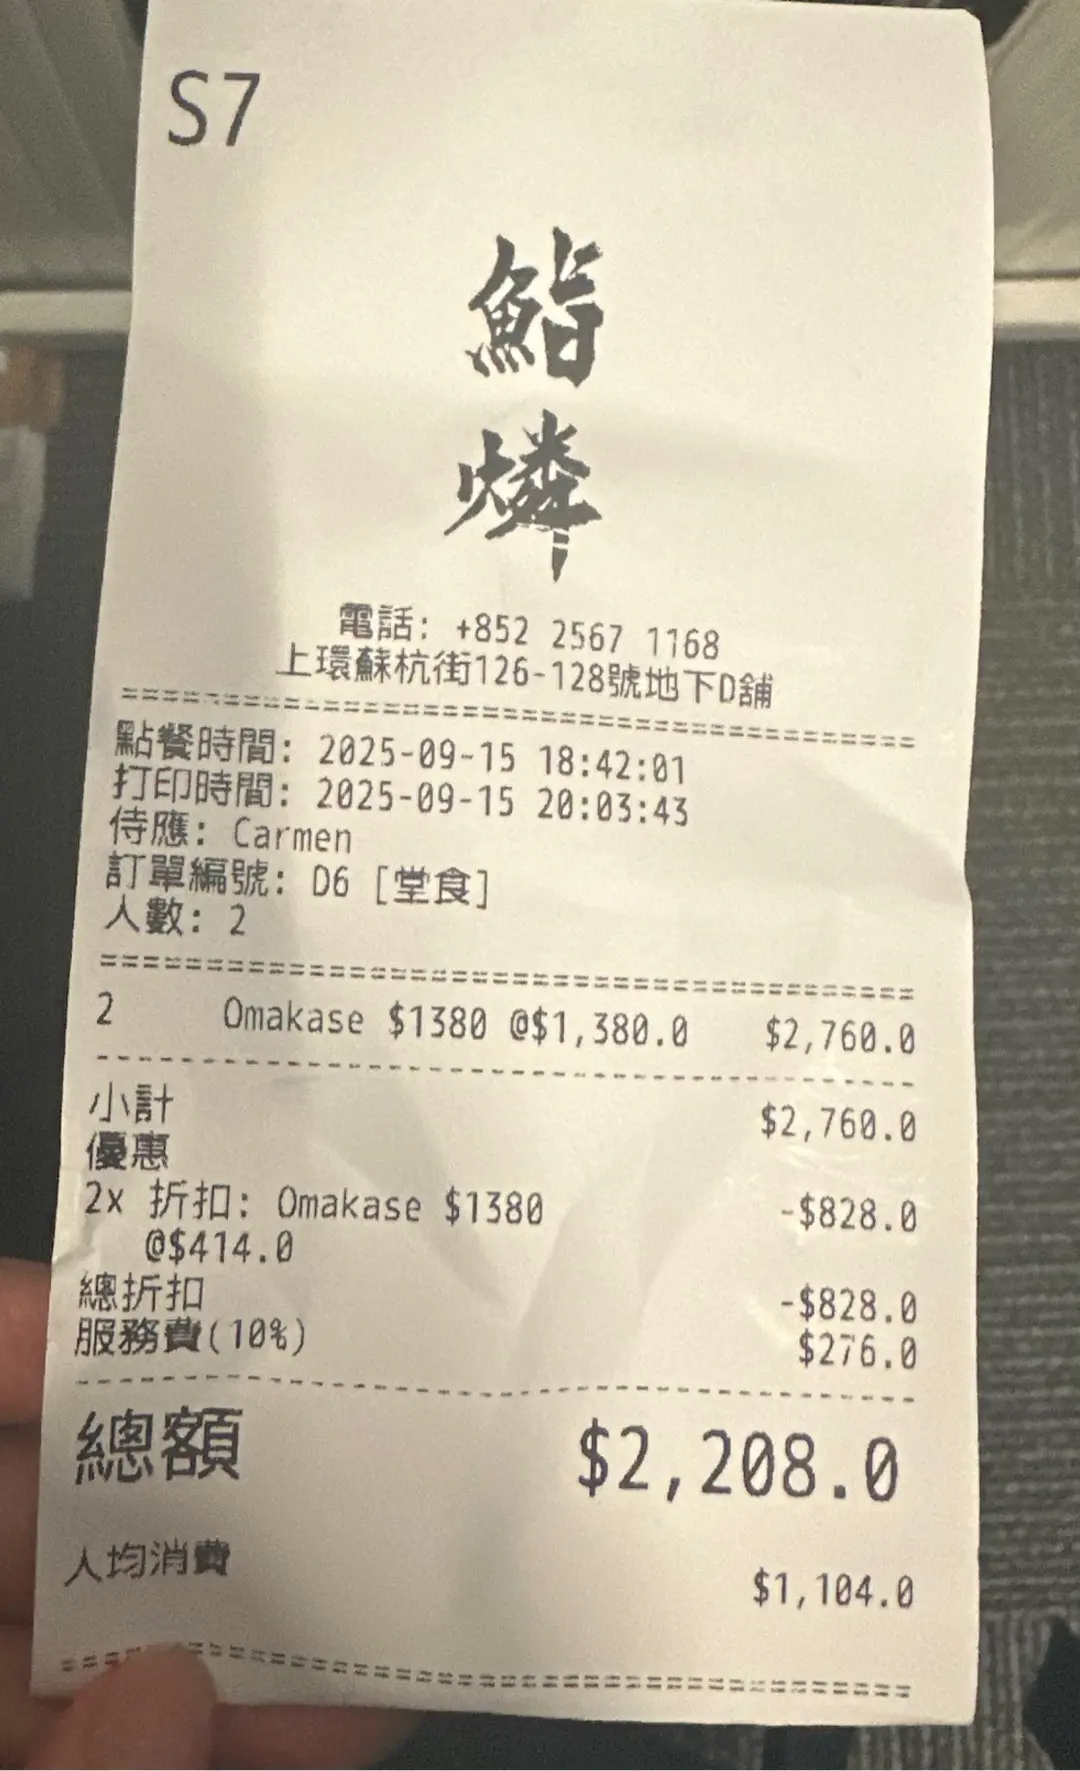 S7
鮨
燐
電話: +852 2567 1168
上環蘇杭街126-128號地下D舖
點餐時間: 2025-09-15 18:42:01
打印時間: 2025-09-15 20:03:43
侍應: Carmen
訂單編號: D6 [堂食]
人數: 2
2 Omakase $1380 @$1,380.0 $2,760.0
小計 $2,760.0
優惠
2x 折扣: Omakase $1380 -$828.0
@$414.0
總折扣 -$828.0
服務費(10%) $276.0
總額 $2,208.0
人均消費 $1,104.0